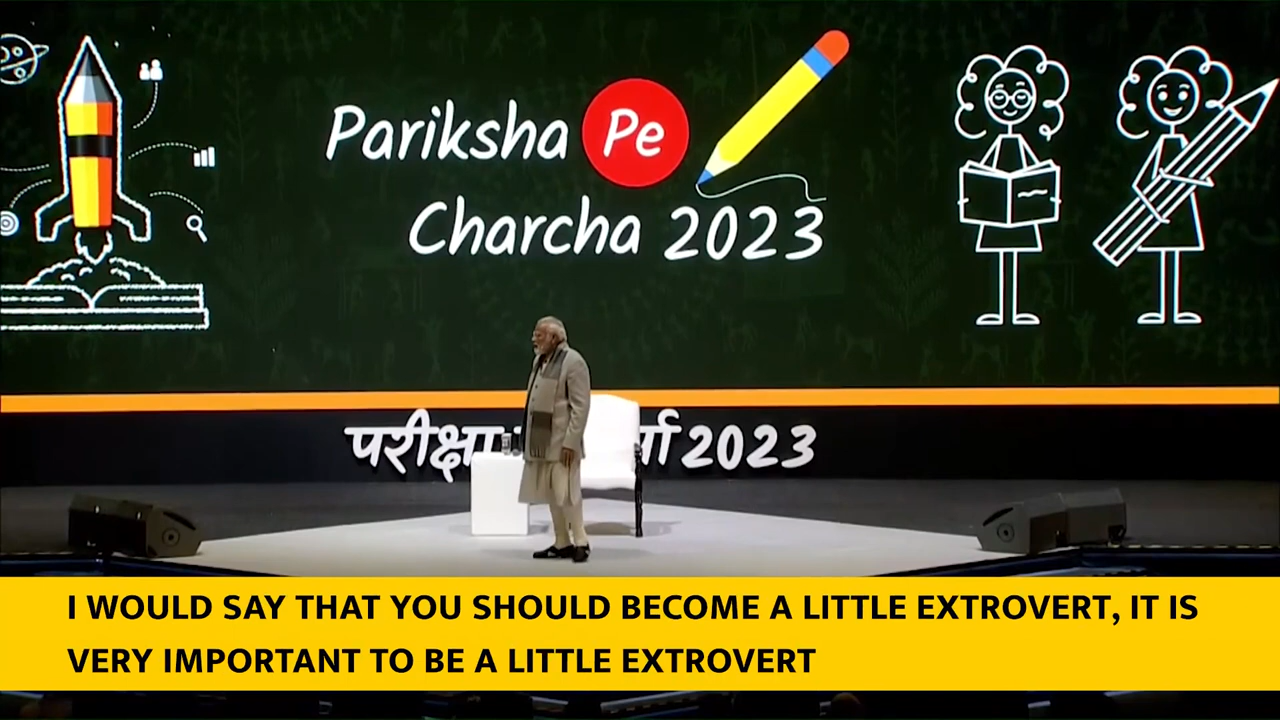 Pariksha Pe
Charcha 2023
परीक्षा र्चा 2023
I WOULD SAY THAT YOU SHOULD BECOME A LITTLE EXTROVERT, IT IS
VERY IMPORTANT TO BE A LITTLE EXTROVERT